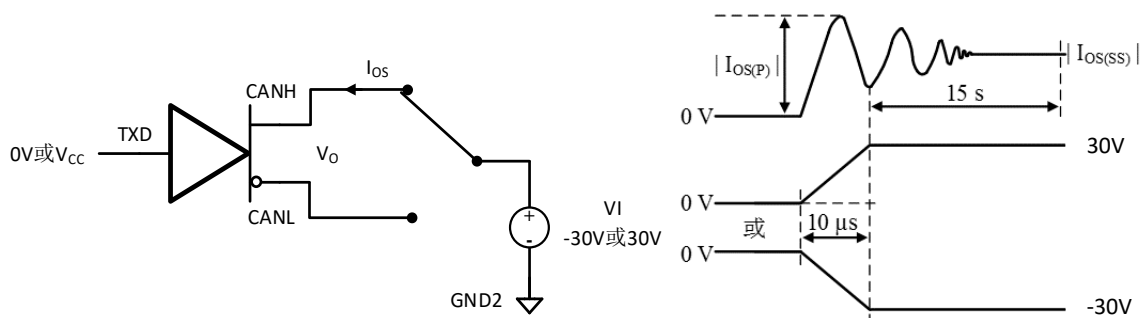 CANH
I_OS
TXD
0V或V_CC
V_O
CANL
+
-
VI
-30V或30V
GND2
| I_OS(P) |
| I_OS(SS) |
15 s
0 V
30V
0 V
或
10 µs
0 V
-30V